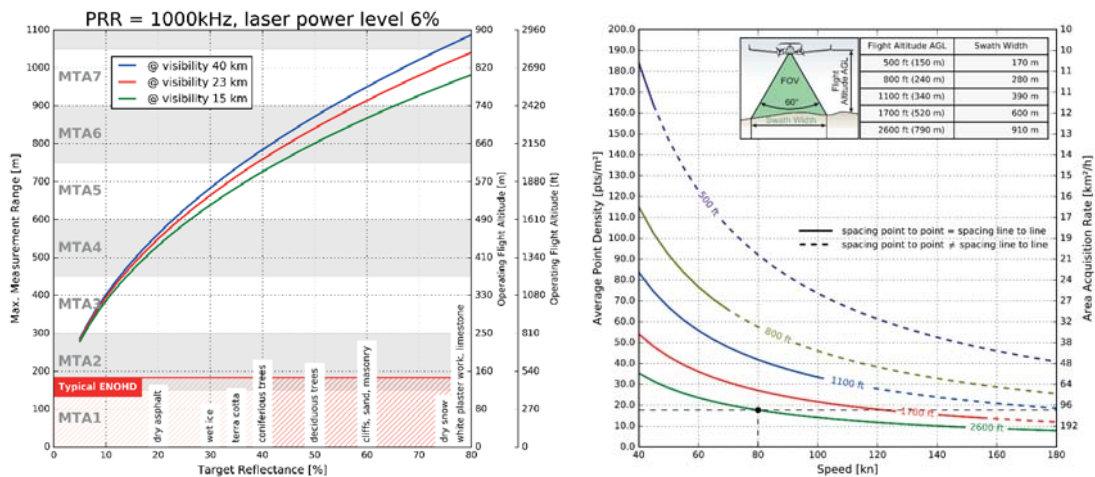 PRR = 1000kHz, laser power level 6%
Max. Measurement Range [m]
1100
1000
900
800
700
600
500
400
300
200
100
0
MTA7
MTA6
MTA5
MTA4
MTA3
MTA2
MTA1
@ visibility 40 km
@ visibility 23 km
@ visibility 15 km
Typical ENOHD
dry asphalt
wet ice
terra cotta
coniferious trees
deciduous trees
cliffs, sand, masonry
dry snow
white plaster work, limestone
0 10 20 30 40 50 60 70 80
Target Reflectance [%]
900
820
740
660
570
490
410
330
250
160
80
0
Operating Flight Altitude [m]
2960
2690
2420
2150
1880
1610
1340
1080
810
540
270
0
Operating Flight Altitude [ft]
Average Point Density [pts/m²]
200.0
190.0
180.0
170.0
160.0
150.0
140.0
130.0
120.0
110.0
100.0
90.0
80.0
70.0
60.0
50.0
40.0
30.0
20.0
10.0
0.0
FOV
60°
Swath Width
Flight
Altitude AGL
Flight Altitude AGL Swath Width
500 ft (150 m) 170 m
800 ft (240 m) 280 m
1100 ft (340 m) 390 m
1700 ft (520 m) 600 m
2600 ft (790 m) 910 m
spacing point to point = spacing line to line
spacing point to point ≠ spacing line to line
500 ft
800 ft
1100 ft
1700 ft
2600 ft
40 60 80 100 120 140 160 180
Speed [kn]
10
10
11
11
12
13
13
14
16
17
19
21
24
27
32
38
48
64
96
192
Area Acquisition Rate [km²/h]